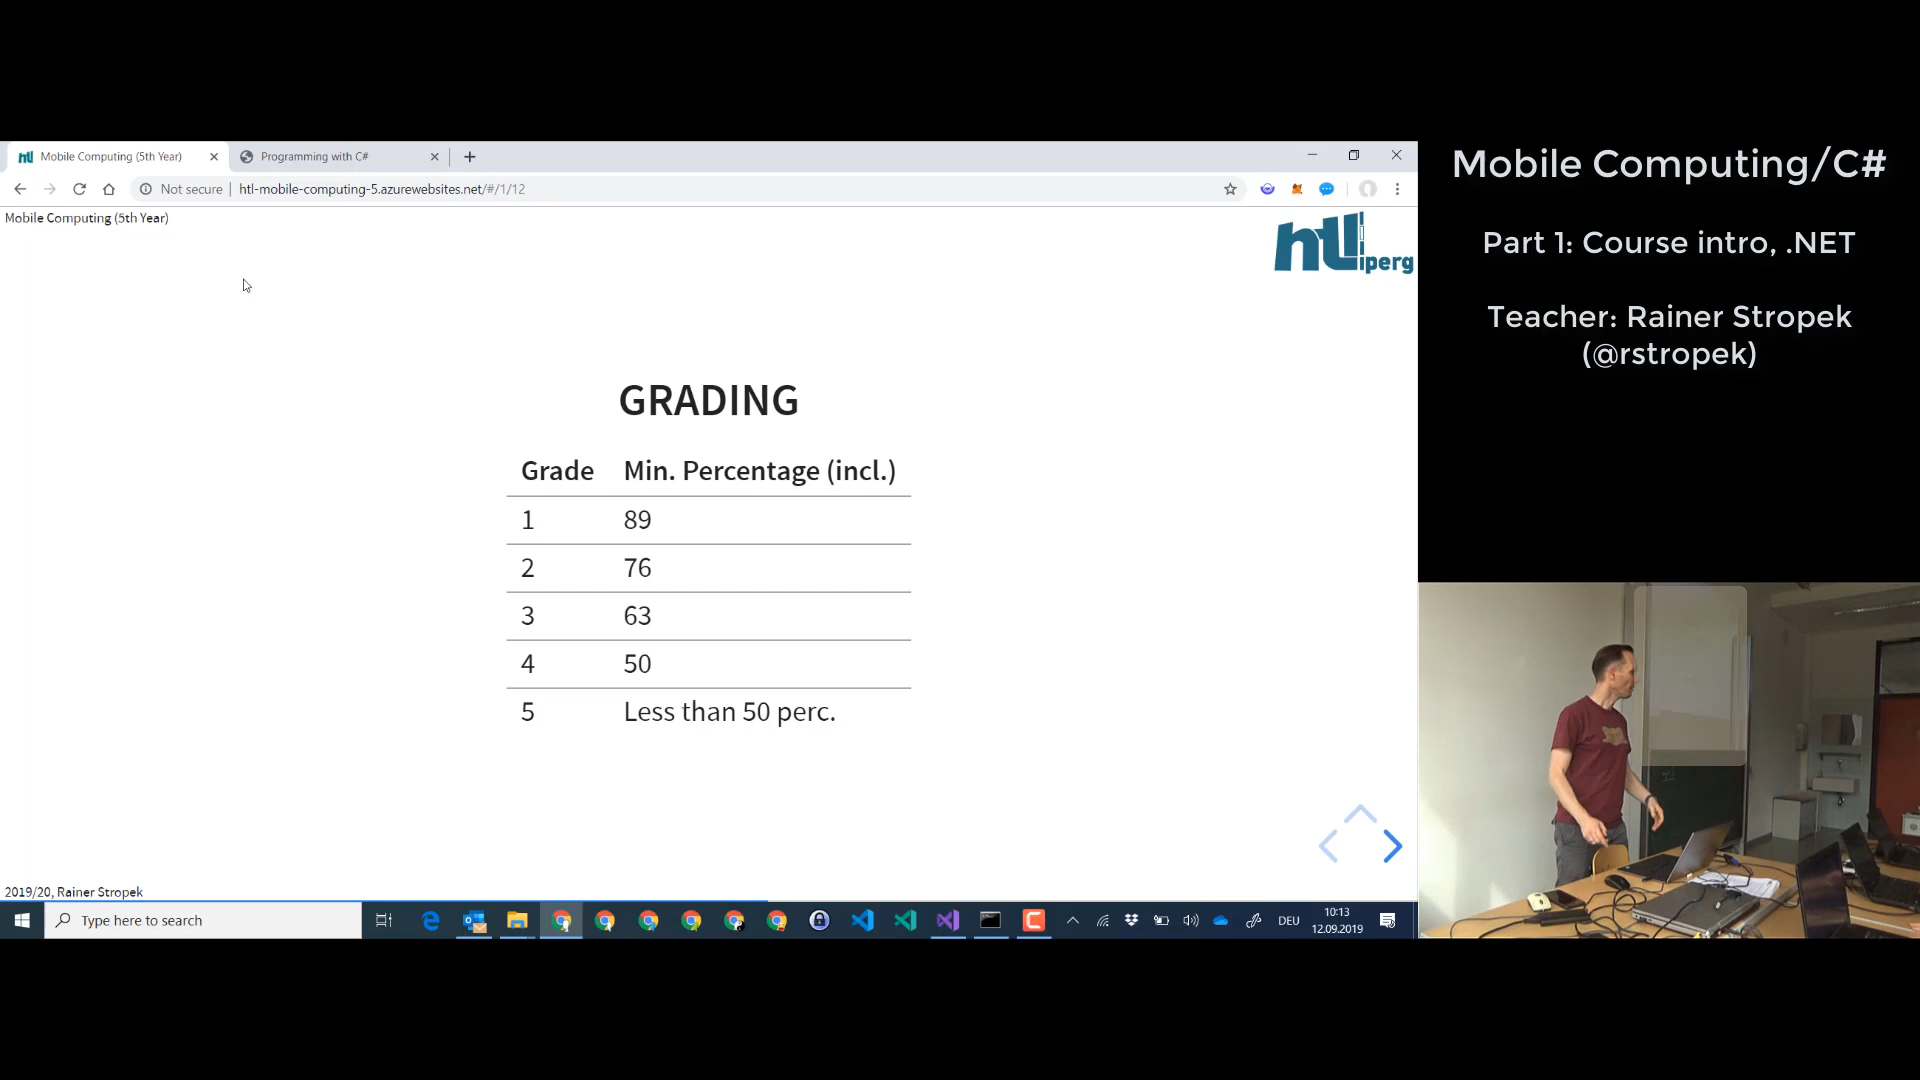 Mobile Computing (5th Year)
Programming with C#
Not secure
htl-mobile-computing-5.azurewebsites.net/#/1/12
Mobile Computing (5th Year)
htl
iperg
GRADING
Grade Min. Percentage (incl.)
1 89
2 76
3 63
4 50
5 Less than 50 perc.
2019/20, Rainer Stropek
Type here to search
DEU
10:13
12.09.2019
Mobile Computing/C#
Part 1: Course intro, .NET
Teacher: Rainer Stropek
(@rstropek)